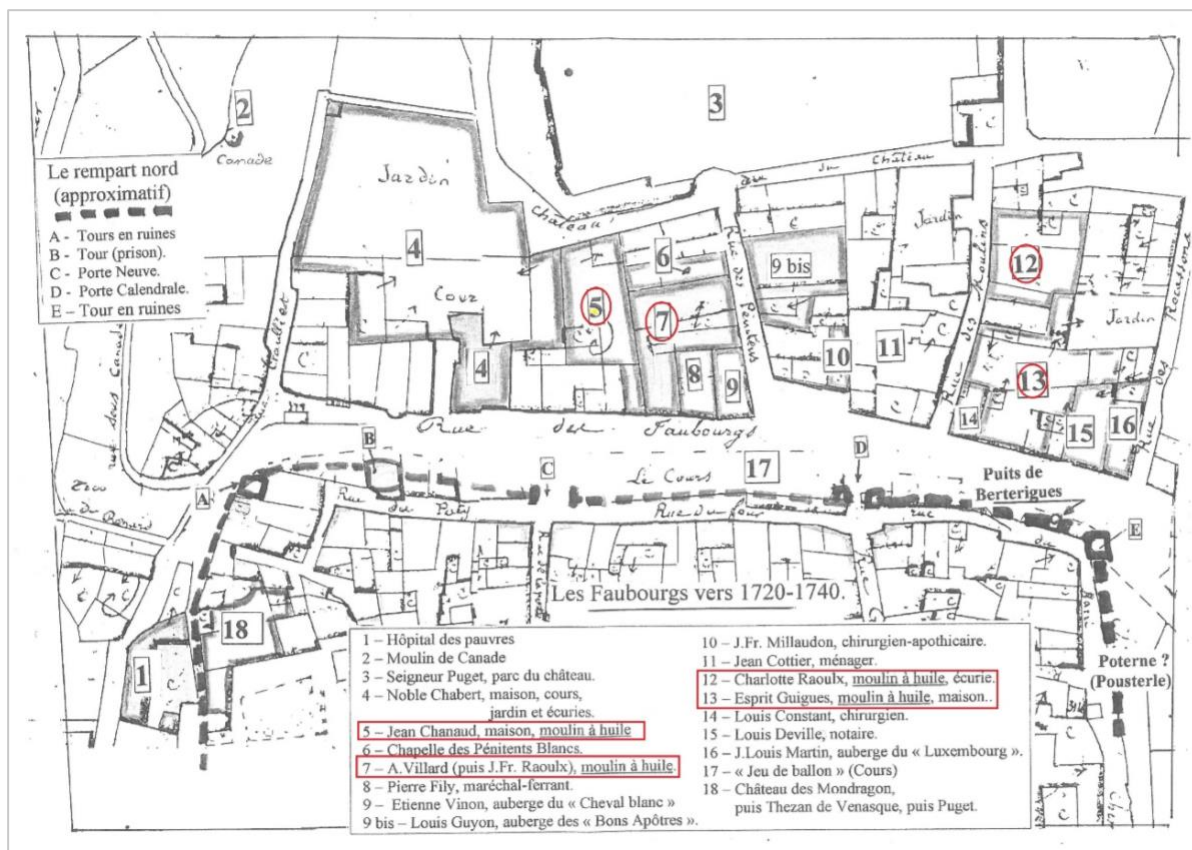 2
Canade
3
V.
Le rempart nord
(approximatif)
A - Tours en ruines
B - Tour (prison).
C - Porte Neuve.
D - Porte Calendrale.
E – Tour en ruines
Jardin
4
Cour
4
Château
du Château
5
6
7
8
9
Rue des Pénitens
9 bis
10
11
Jardin
Rue des Moulins
12
Jardin
13
14
15
16
Rue des Rocassons
rue sous Canade
Rue des Faubourgs
A
B
C
D
E
Le Cours
17
Puits de
Berterigues
Rue du Paty
Rue du Four
rue
Les Faubourgs vers 1720-1740.
18
1
Poterne ?
(Pousterle)
1 – Hôpital des pauvres
2 – Moulin de Canade
3 – Seigneur Puget, parc du château.
4 – Noble Chabert, maison, cours,
jardin et écuries.
5 – Jean Chanaud, maison, moulin à huile
6 – Chapelle des Pénitents Blancs.
7 – A.Villard (puis J.Fr. Raoulx), moulin à huile.
8 – Pierre Fily, maréchal-ferrant.
9 – Etienne Vinon, auberge du « Cheval blanc »
9 bis – Louis Guyon, auberge des « Bons Apôtres ».
10 – J.Fr. Millaudon, chirurgien-apothicaire.
11 – Jean Cottier, ménager.
12 – Charlotte Raoulx, moulin à huile, écurie.
13 – Esprit Guigues, moulin à huile, maison..
14 – Louis Constant, chirurgien.
15 – Louis Deville, notaire.
16 – J.Louis Martin, auberge du « Luxembourg ».
17 – « Jeu de ballon » (Cours)
18 – Château des Mondragon,
puis Thezan de Venasque, puis Puget.